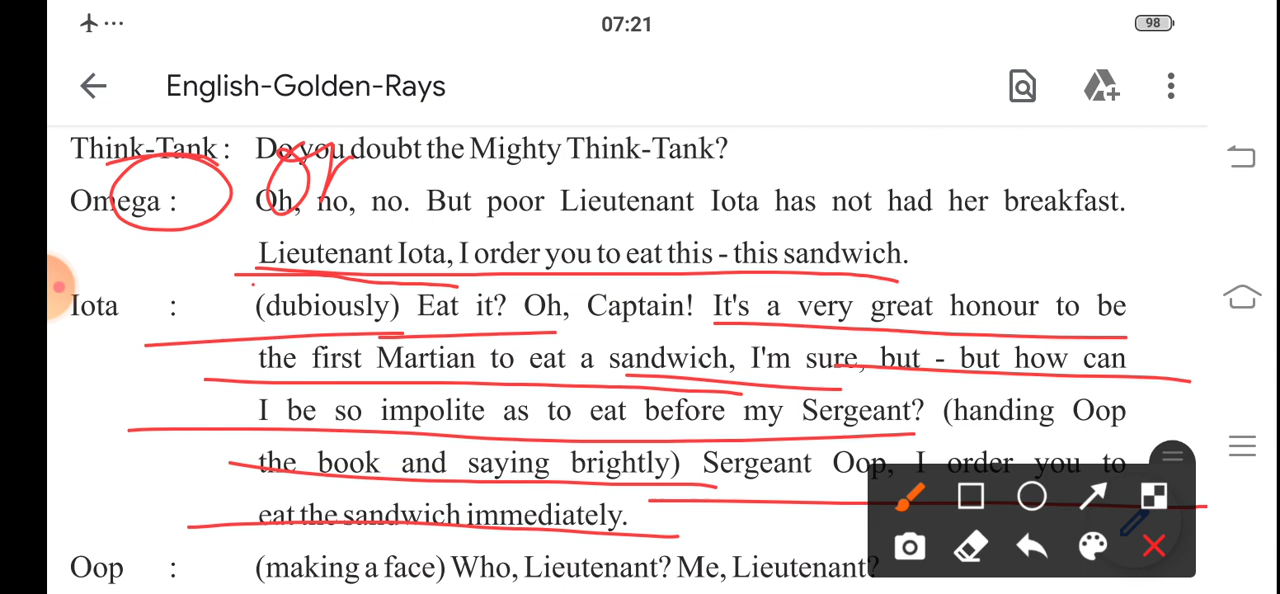 07:21
98
English-Golden-Rays
Think-Tank : Do you doubt the Mighty Think-Tank?
or
Omega : Oh, no, no. But poor Lieutenant Iota has not had her breakfast.
Lieutenant Iota, I order you to eat this - this sandwich.
Iota : (dubiously) Eat it? Oh, Captain! It's a very great honour to be
the first Martian to eat a sandwich, I'm sure, but - but how can
I be so impolite as to eat before my Sergeant? (handing Oop
the book and saying brightly) Sergeant Oop, I order you to
eat the sandwich immediately.
Oop : (making a face) Who, Lieutenant? Me, Lieutenant?